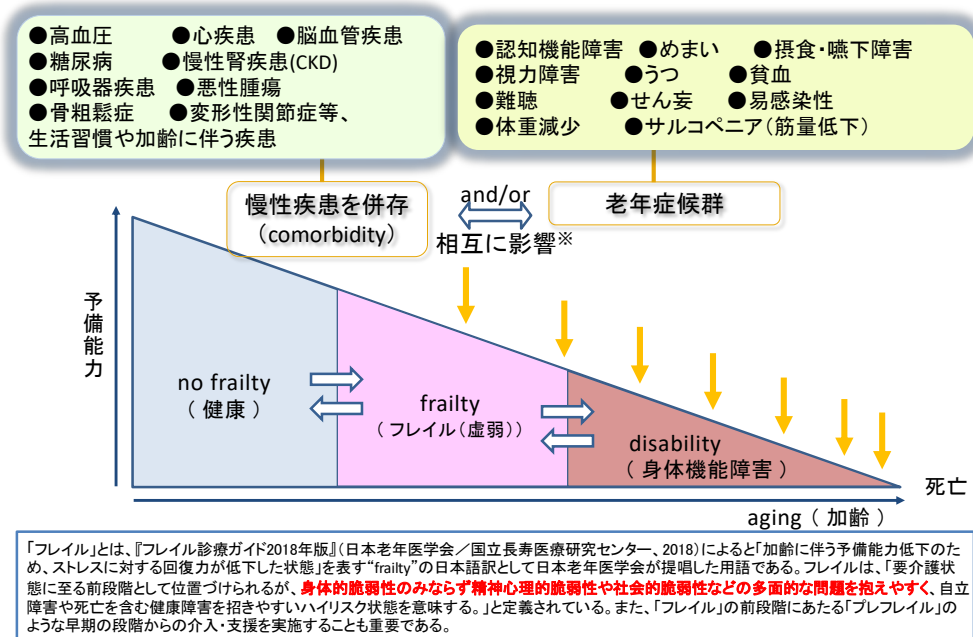 ●高血圧 ●心疾患 ●脳血管疾患
●糖尿病 ●慢性腎疾患(CKD)
●呼吸器疾患 ●悪性腫瘍
●骨粗鬆症 ●変形性関節症等、
生活習慣や加齢に伴う疾患
●認知機能障害 ●めまい ●摂食・嚥下障害
●視力障害 ●うつ ●貧血
●難聴 ●せん妄 ●易感染性
●体重減少 ●サルコペニア(筋量低下)
慢性疾患を併存
(comorbidity)
and/or
相互に影響※
老年症候群
予備能力
no frailty
(健康)
frailty
(フレイル(虚弱))
disability
(身体機能障害)
死亡
aging(加齢)
「フレイル」とは、『フレイル診療ガイド2018年版』(日本老年医学会/国立長寿医療研究センター、2018)によると「加齢に伴う予備能力低下のた
め、ストレスに対する回復力が低下した状態」を表す“frailty”の日本語訳として日本老年医学会が提唱した用語である。フレイルは、「要介護状
態に至る前段階として位置づけられるが、身体的脆弱性のみならず精神心理的脆弱性や社会的脆弱性などの多面的な問題を抱えやすく、自立
障害や死亡を含む健康障害を招きやすいハイリスク状態を意味する。」と定義されている。また、「フレイル」の前段階にあたる「プレフレイル」の
ような早期の段階からの介入・支援を実施することも重要である。